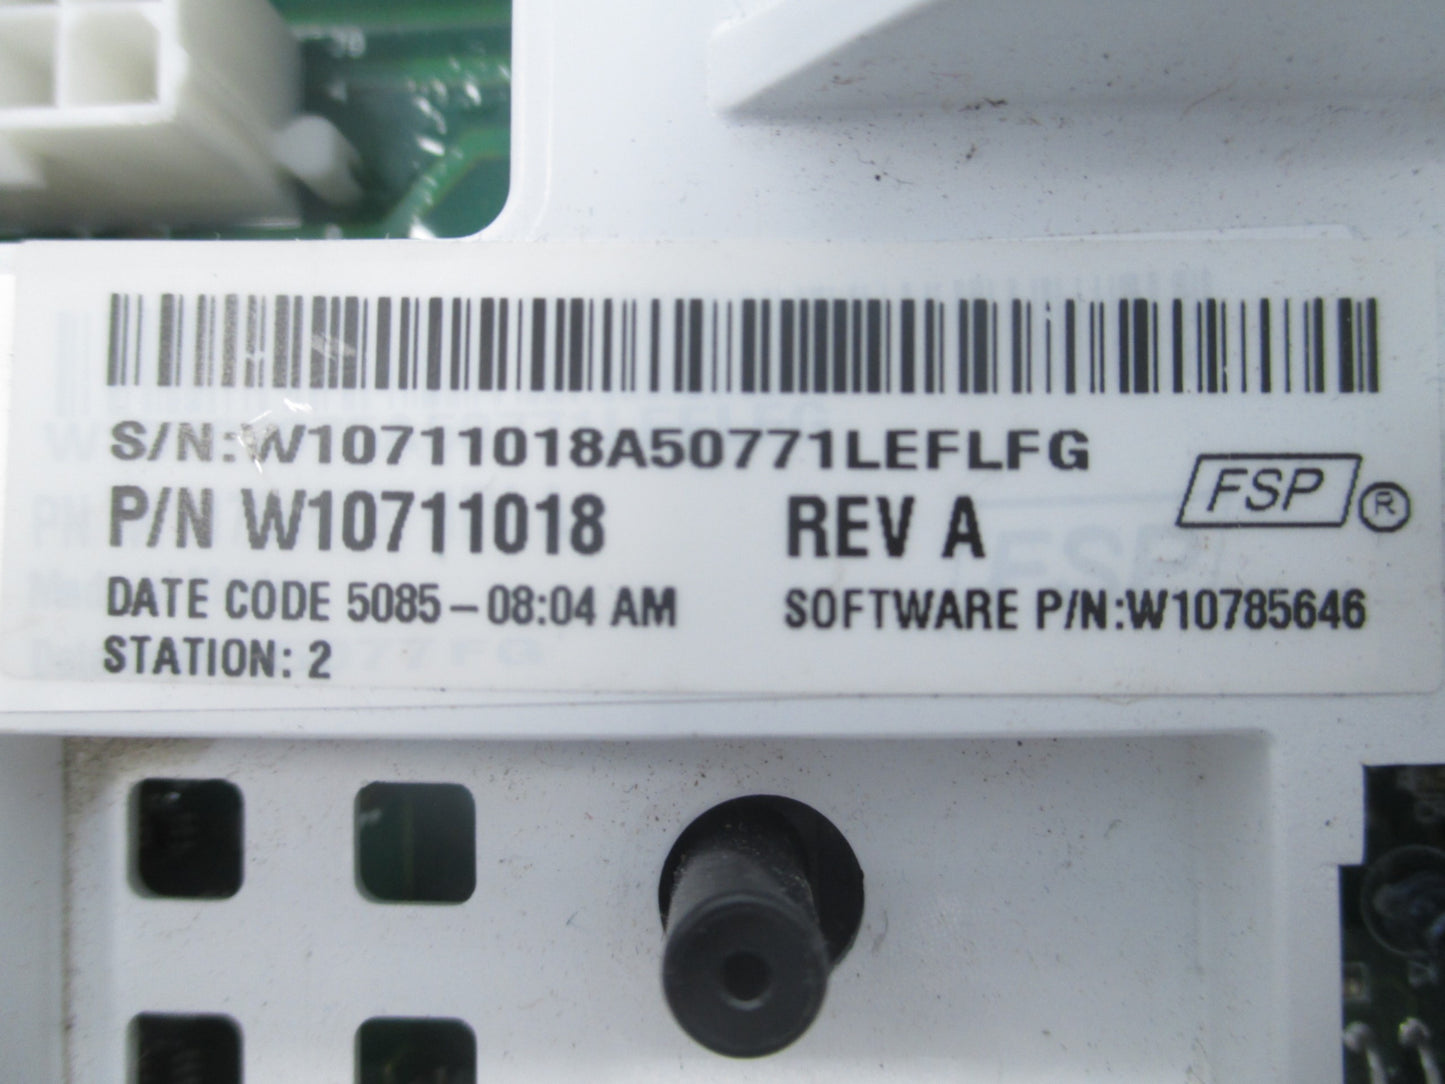 S/N:W10711018A50771LEFLFG
P/N W10711018 REV A FSP ®
DATE CODE 5085-08:04 AM SOFTWARE P/N:W10785646
STATION: 2